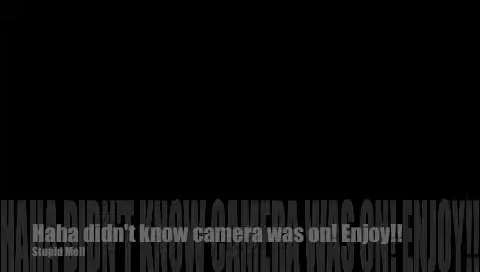 HAHA DIDN'T KNOW CAMERA WAS ON! ENJOY!!
Haha didn't know camera was on! Enjoy!!
Stupid Me!!